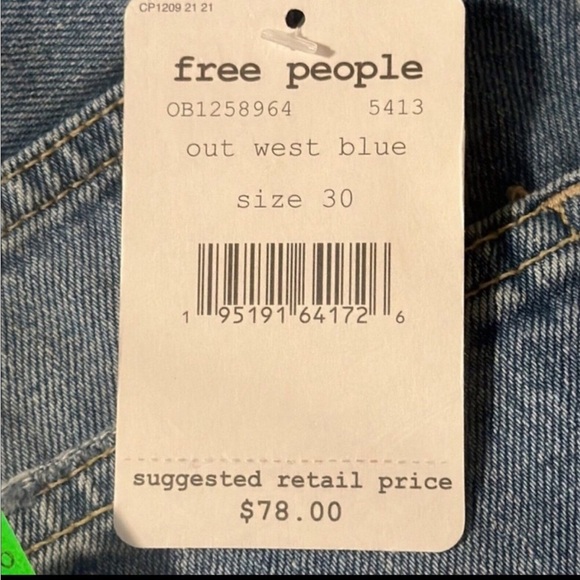 CP1209 21 21
free people
OB1258964 5413
out west blue
size 30
1 95191 64172 6
suggested retail price
$78.00